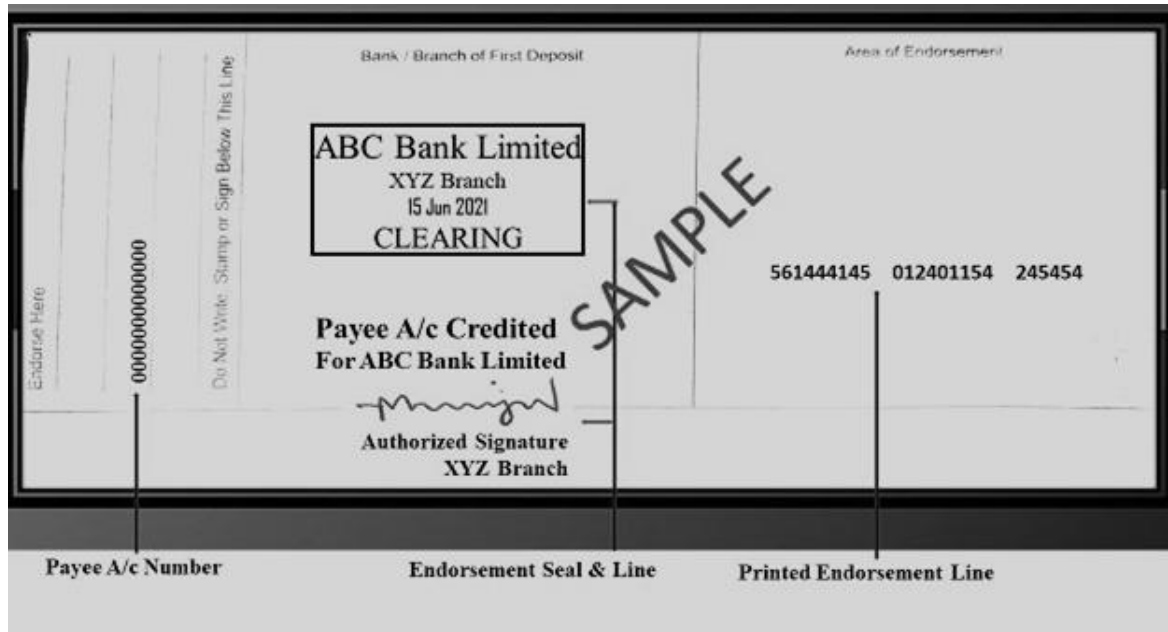 Bank / Branch of First Deposit
Area of Endorsement
Endorse Here
0000000000000
Do Not Write Stamp or Sign Below This Line
ABC Bank Limited
XYZ Branch
15 Jun 2021
CLEARING
SAMPLE
561444145 012401154 245454
Payee A/c Credited
For ABC Bank Limited
Authorized Signature
XYZ Branch
Payee A/c Number
Endorsement Seal & Line
Printed Endorsement Line